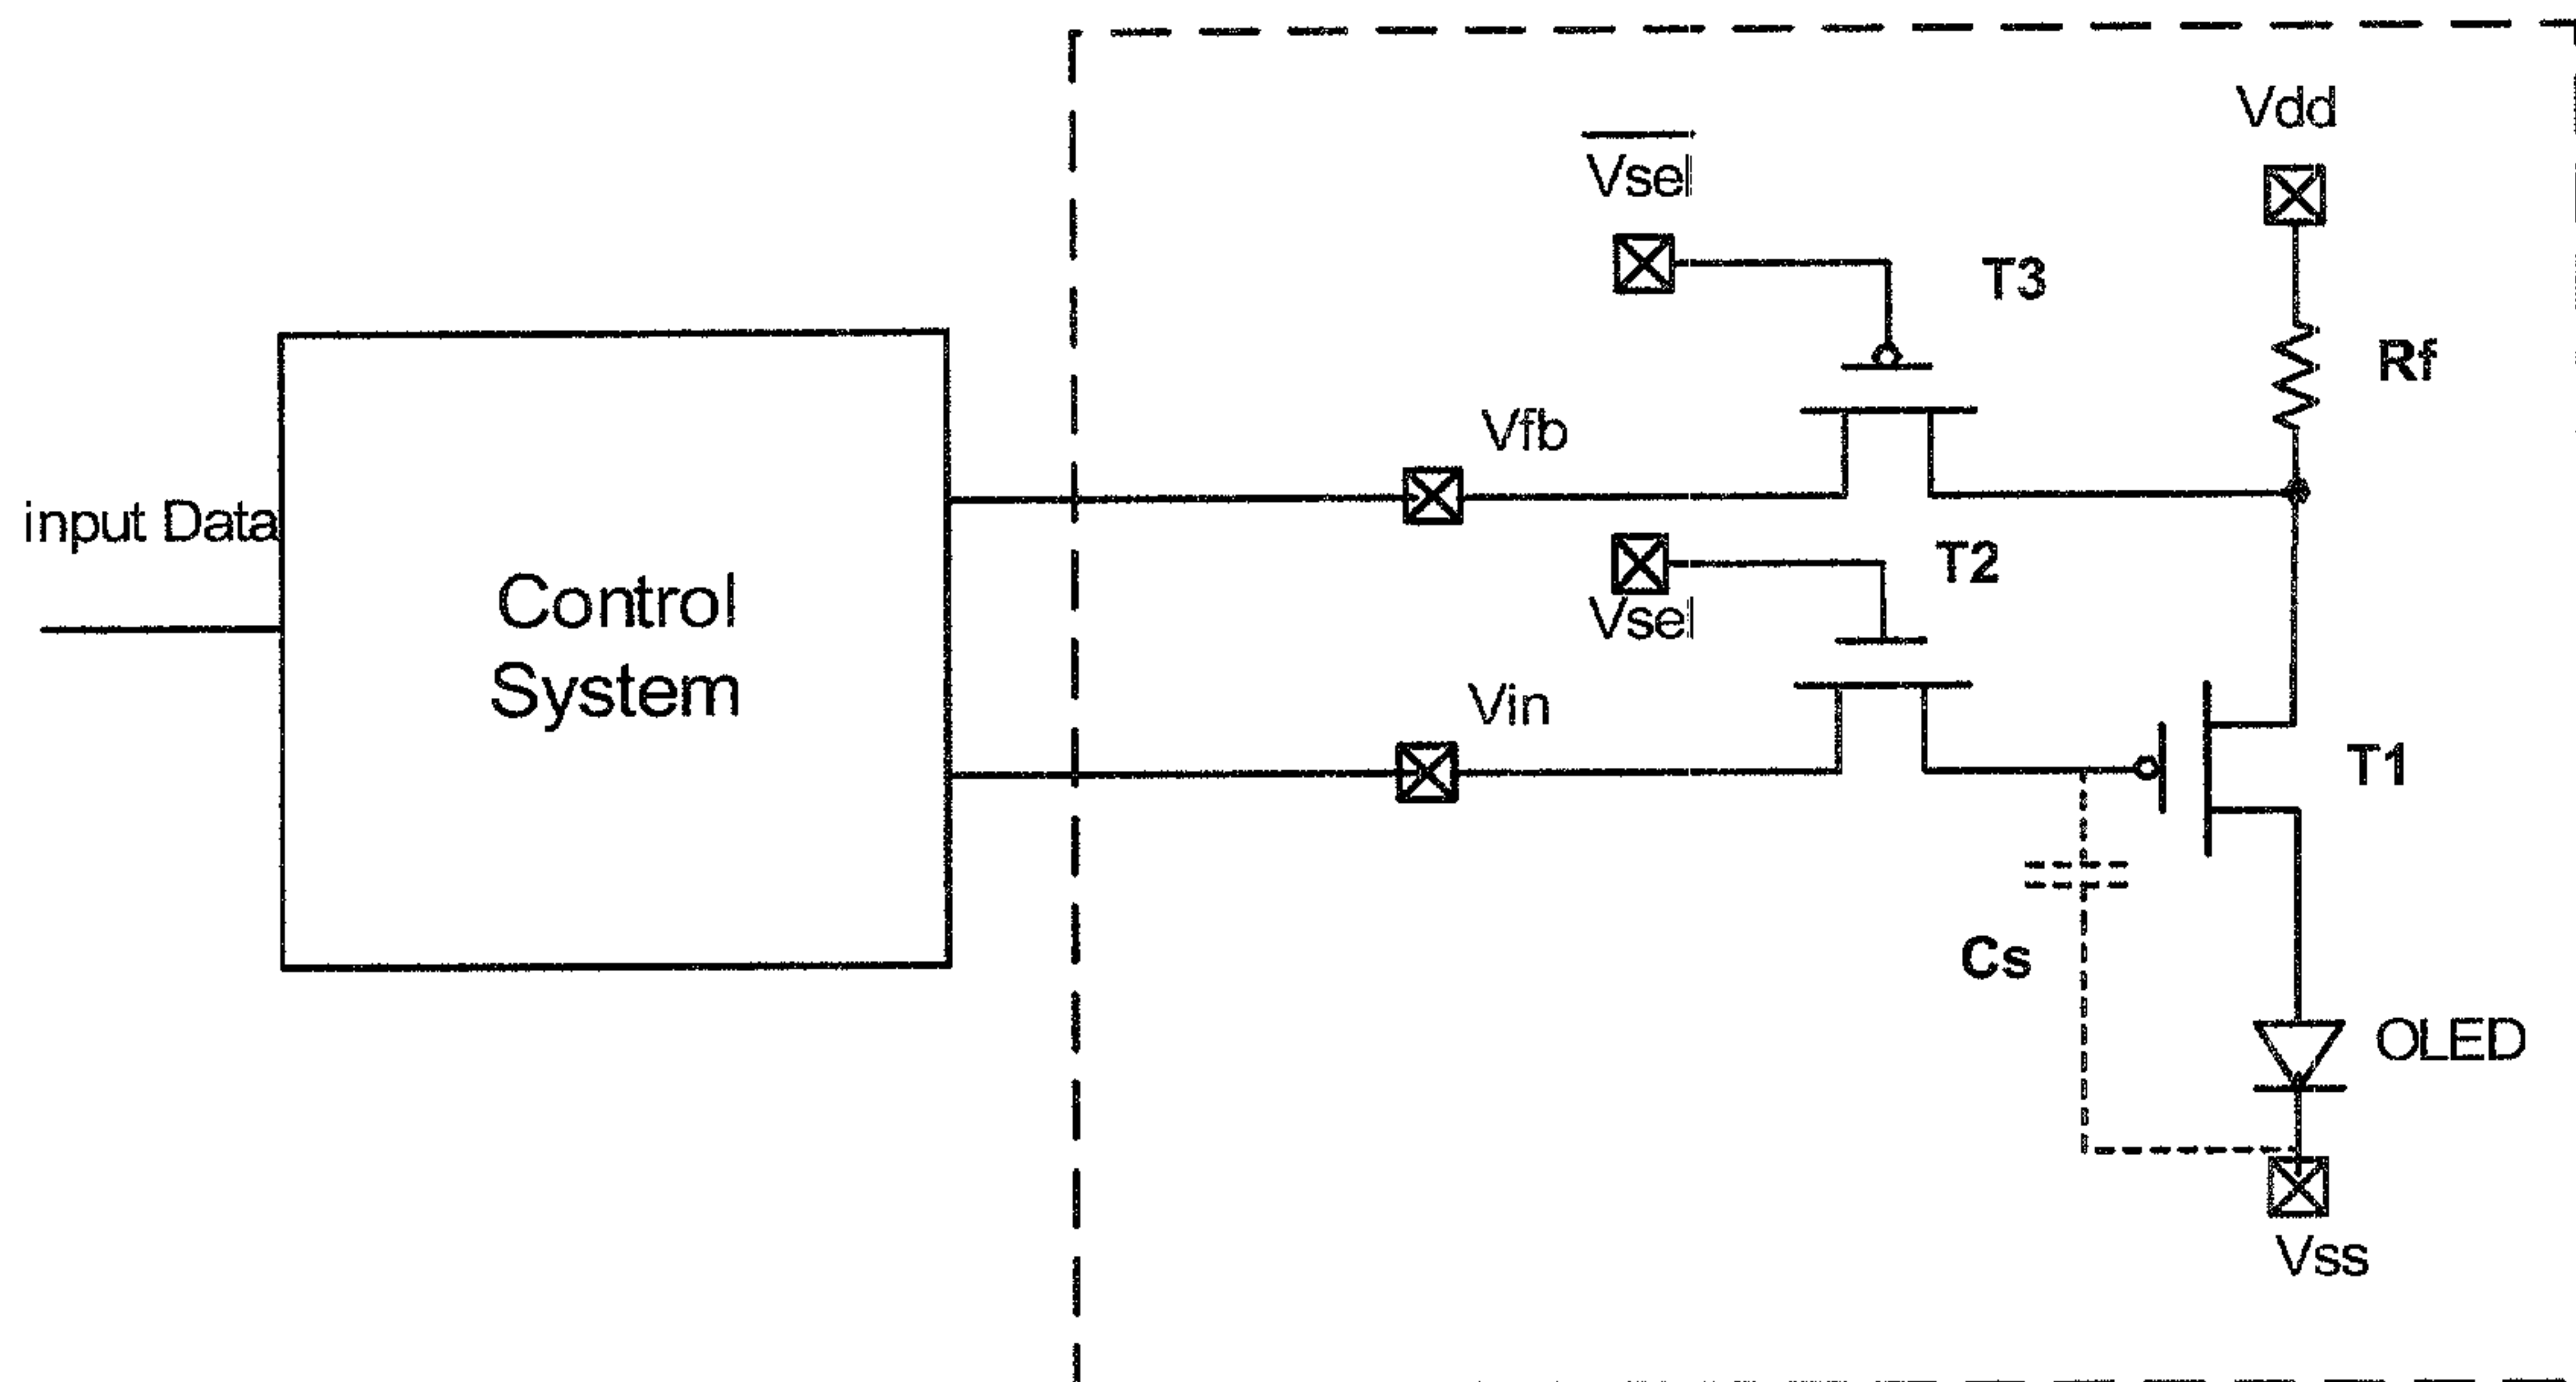 Vdd
Vsel
T3
Rf
Vfb
input Data
T2
Control
System
Vsel
Vin
T1
Cs
OLED
Vss